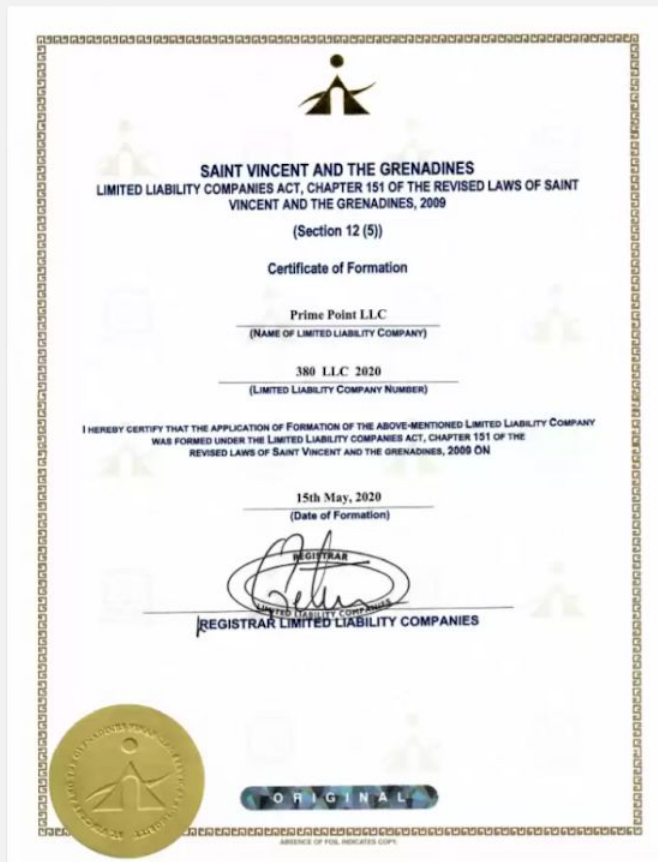 SAINT VINCENT AND THE GRENADINES
LIMITED LIABILITY COMPANIES ACT, CHAPTER 151 OF THE REVISED LAWS OF SAINT
VINCENT AND THE GRENADINES, 2009
(Section 12 (5))
Certificate of Formation
Prime Point LLC
(NAME OF LIMITED LIABILITY COMPANY)
380 LLC 2020
(LIMITED LIABILITY COMPANY NUMBER)
I HEREBY CERTIFY THAT THE APPLICATION OF FORMATION OF THE ABOVE-MENTIONED LIMITED LIABILITY COMPANY
WAS FORMED UNDER THE LIMITED LIABILITY COMPANIES ACT, CHAPTER 151 OF THE
REVISED LAWS OF SAINT VINCENT AND THE GRENADINES, 2009 ON
15th May, 2020
(Date of Formation)
REGISTRAR
LIMITED LIABILITY COMPANIES
REGISTRAR LIMITED LIABILITY COMPANIES
ORIGINAL
ABSENCE OF FOIL INDICATES COPY.